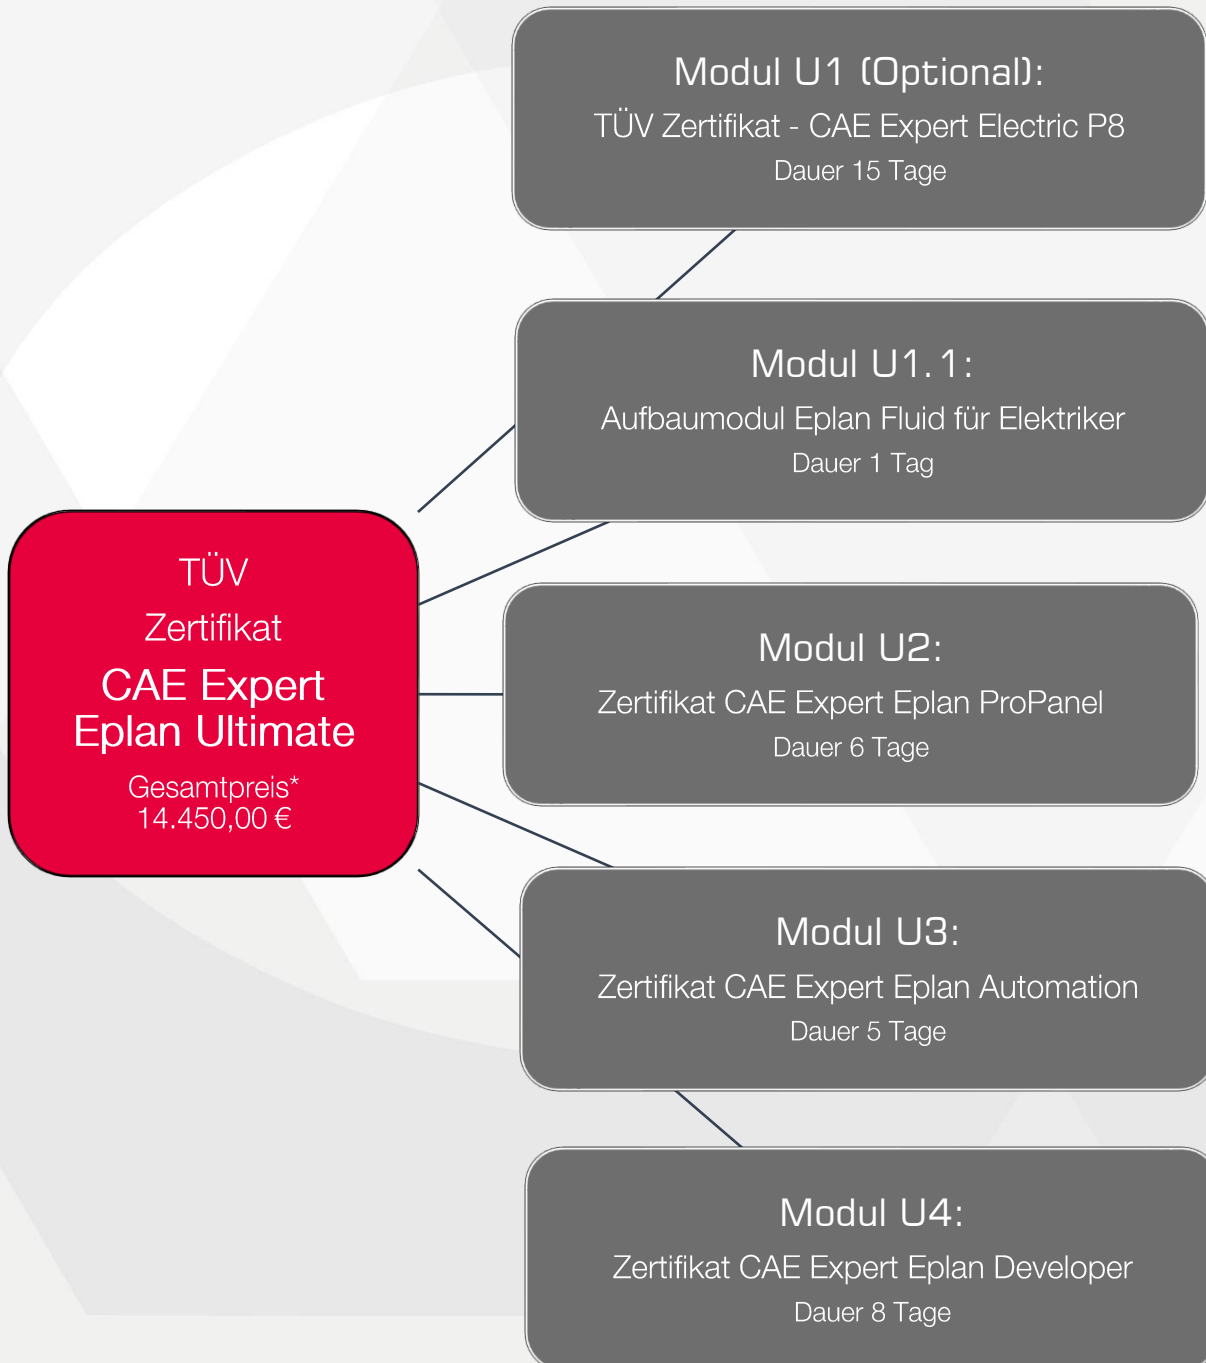 Modul U1 (Optional):
TÜV Zertifikat - CAE Expert Electric P8
Dauer 15 Tage
Modul U1.1:
Aufbaumodul Eplan Fluid für Elektriker
Dauer 1 Tag
TÜV
Zertifikat
CAE Expert
Eplan Ultimate
Gesamtpreis*
14.450,00 €
Modul U2:
Zertifikat CAE Expert Eplan ProPanel
Dauer 6 Tage
Modul U3:
Zertifikat CAE Expert Eplan Automation
Dauer 5 Tage
Modul U4:
Zertifikat CAE Expert Eplan Developer
Dauer 8 Tage